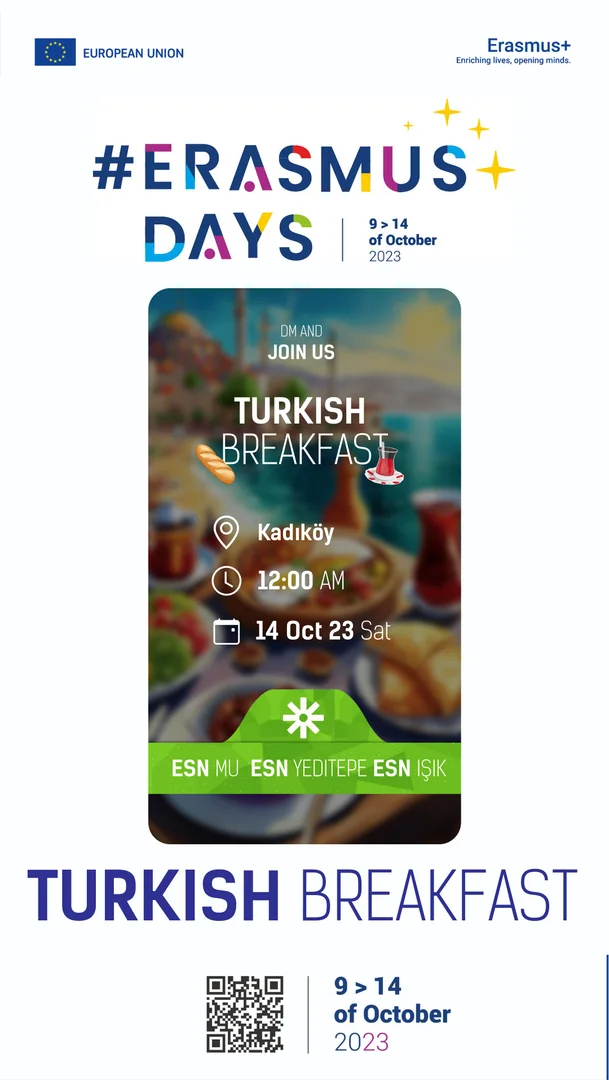 EUROPEAN UNION
Erasmus+
Enriching lives, opening minds.
#ERASMUS
DAYS
9 > 14
of October
2023
DM AND
JOIN US
TURKISH
BREAKFAST
Kadıköy
12:00 AM
14 Oct 23 Sat
ESN MU ESN YEDITEPE ESN IŞIK
TURKISH BREAKFAST
9 > 14
of October
2023